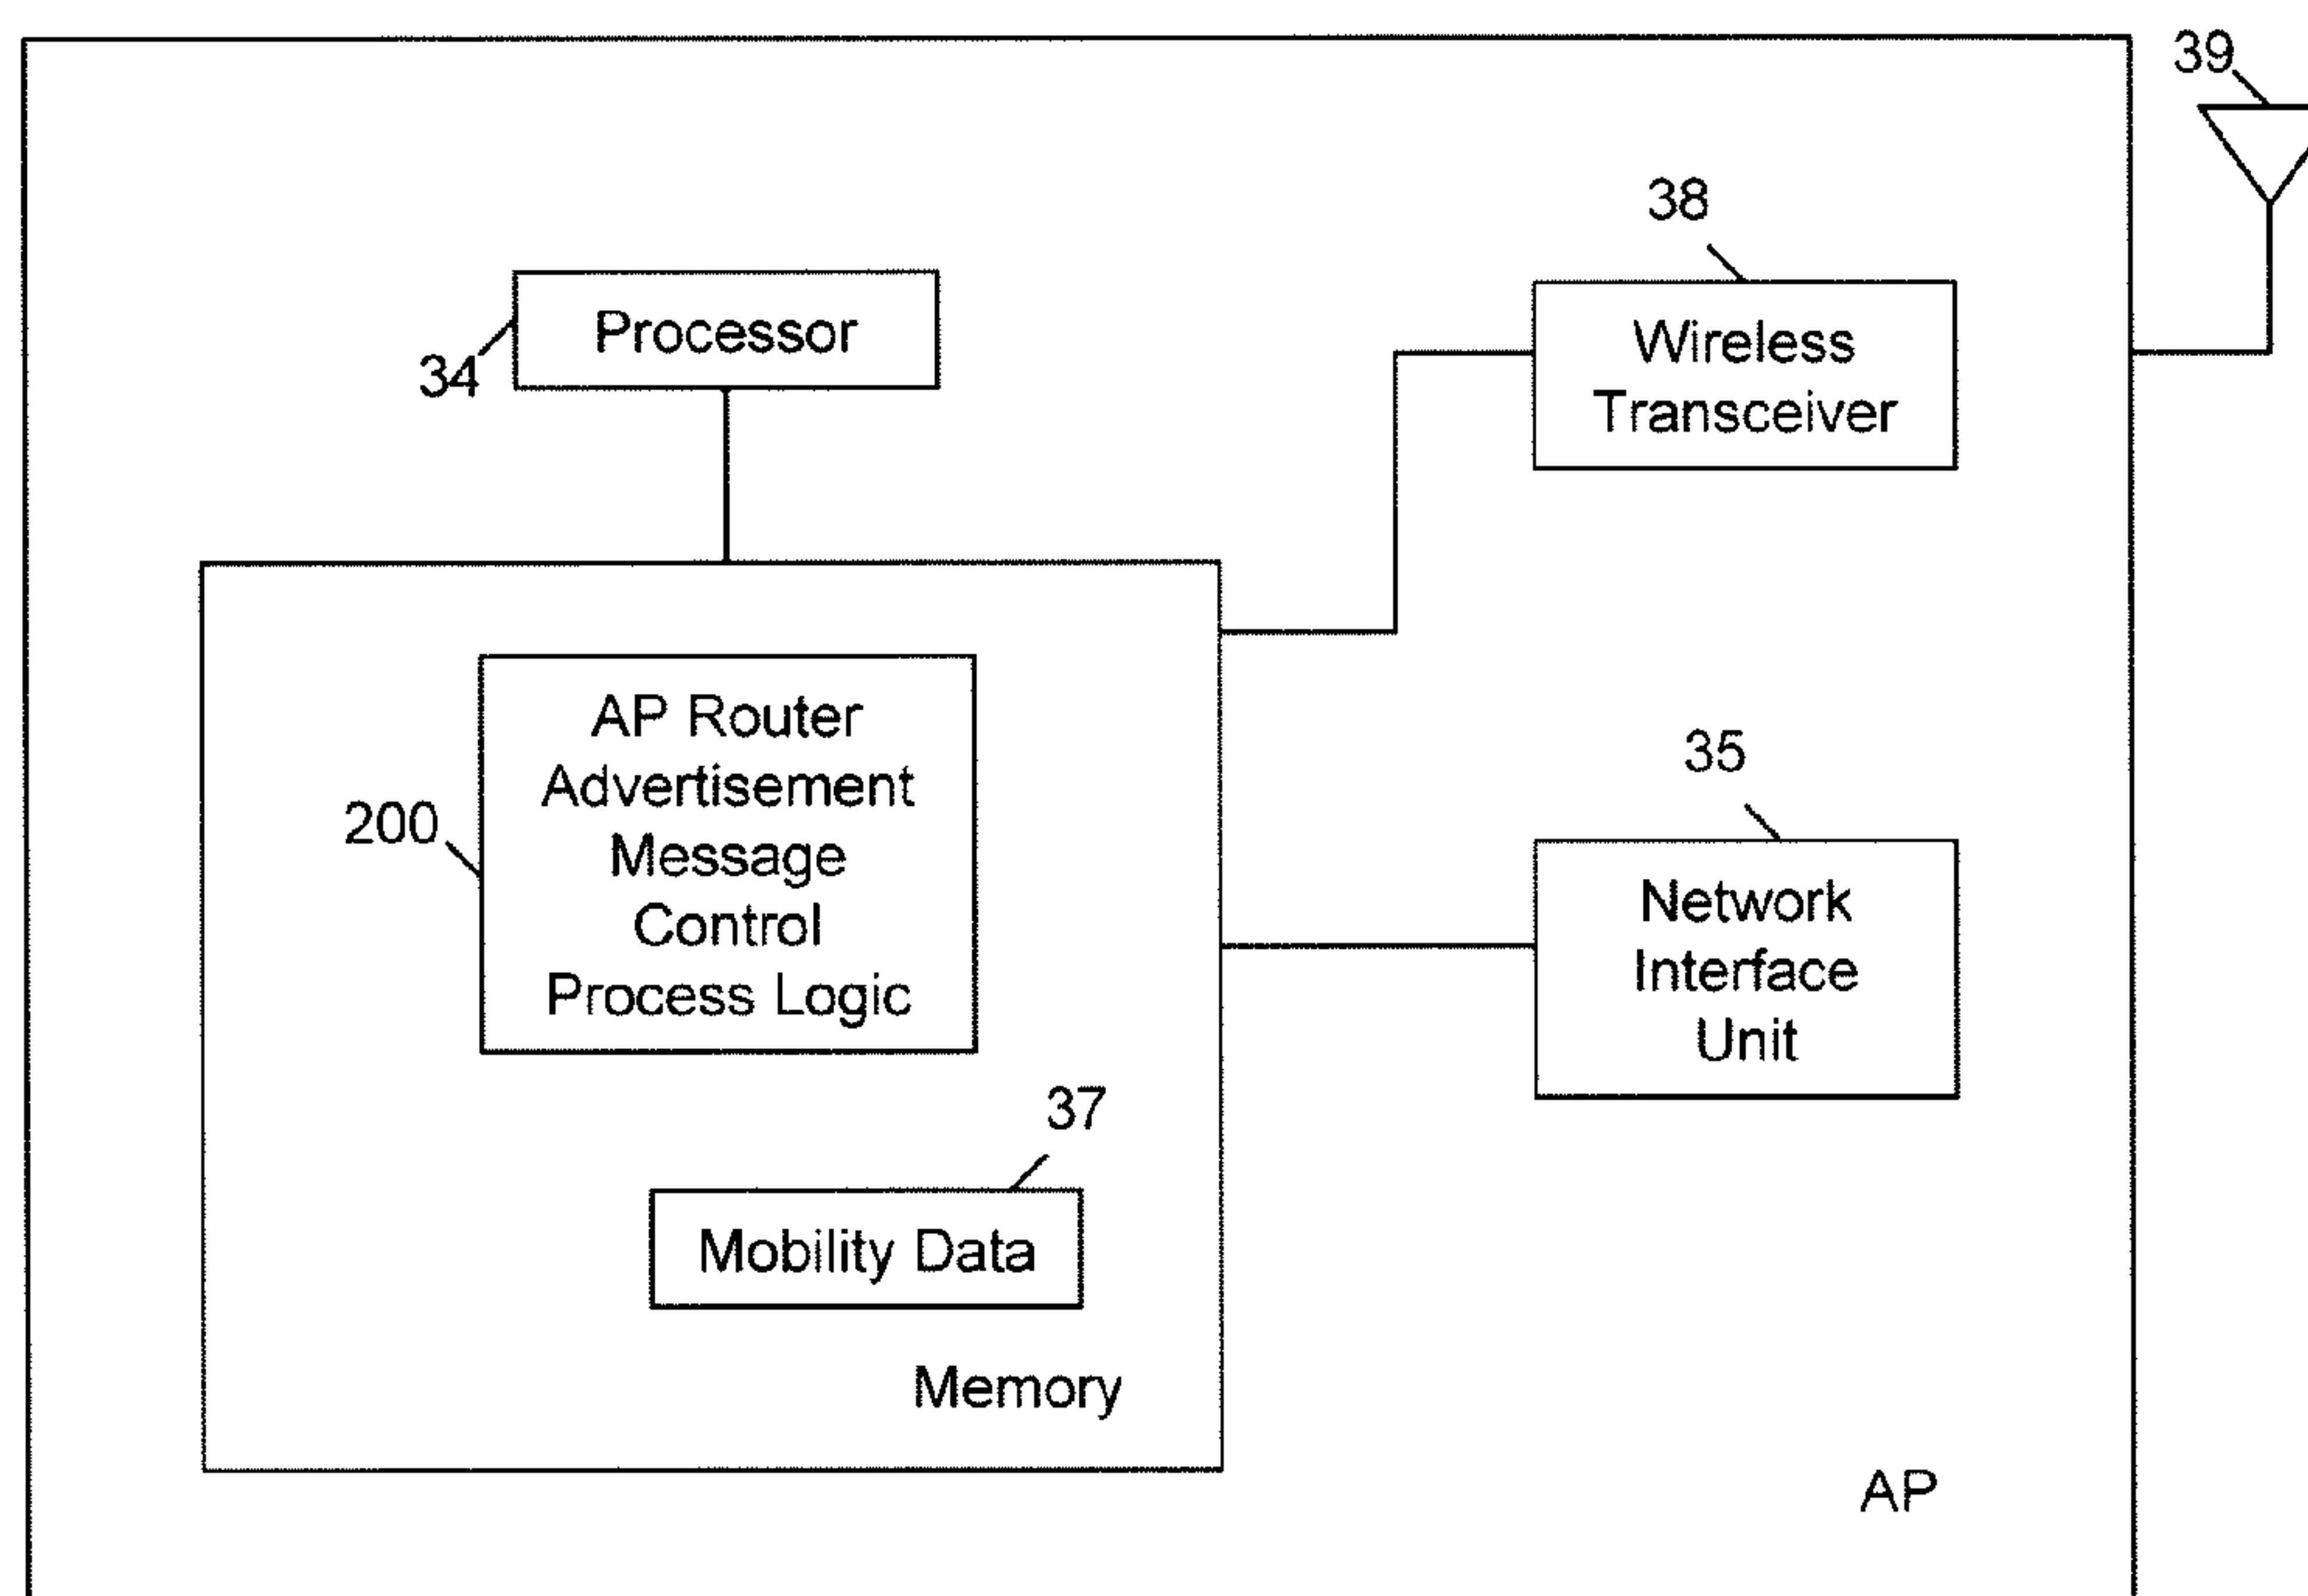 39
38
Processor
34
Wireless
Transceiver
AP Router
Advertisement
Message
Control
Process Logic
200
35
Network
Interface
Unit
37
Mobility Data
Memory
AP